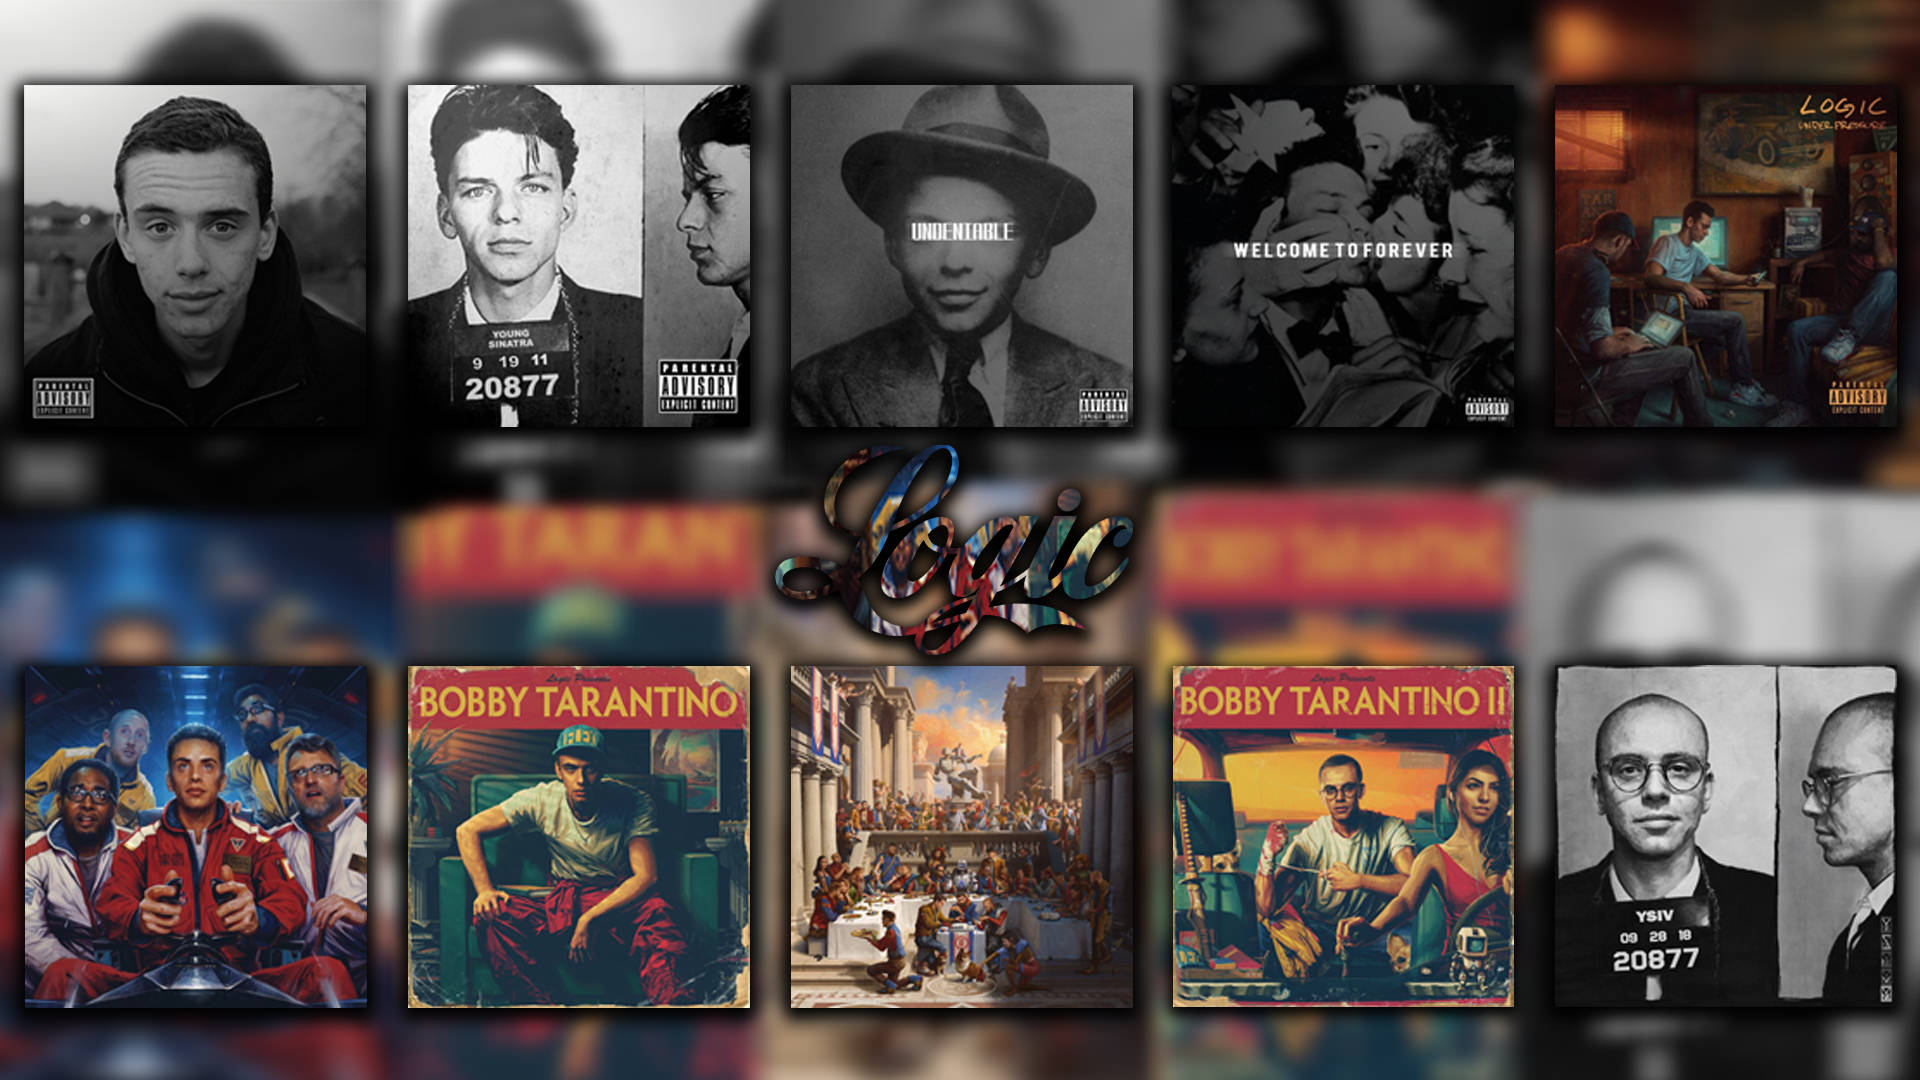 PARENTAL
ADVISORY
EXPLICIT CONTENT
YOUNG
SINATRA
9 19 11
20877
PARENTAL
ADVISORY
EXPLICIT CONTENT
UNDENIABLE
PARENTAL
ADVISORY
EXPLICIT CONTENT
WELCOME TO FOREVER
PARENTAL
ADVISORY
EXPLICIT CONTENT
LOGIC
UNDER PRESSURE
PARENTAL
ADVISORY
EXPLICIT CONTENT
Logic
Logic Presents
BOBBY TARANTINO
Logic Presents
BOBBY TARANTINO II
YSIV
09 28 18
20877